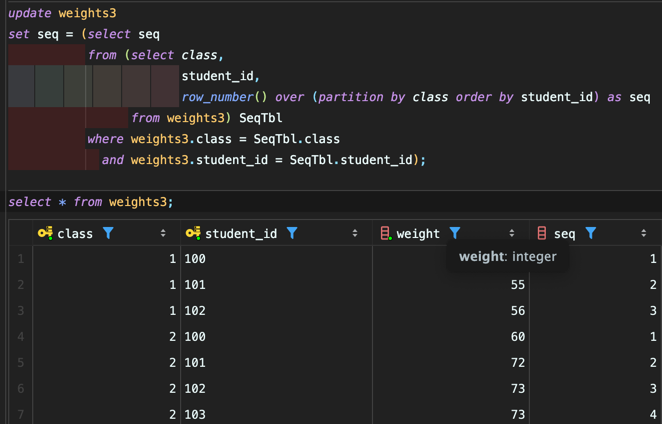 update weights3
set seq = (select seq
from (select class,
student_id,
row_number() over (partition by class order by student_id) as seq
from weights3) SeqTbl
where weights3.class = SeqTbl.class
and weights3.student_id = SeqTbl.student_id);
select * from weights3;
class student_id weight seq
weight: integer
1 1 100 1
2 1 101 55 2
3 1 102 56 3
4 2 100 60 1
5 2 101 72 2
6 2 102 73 3
7 2 103 73 4